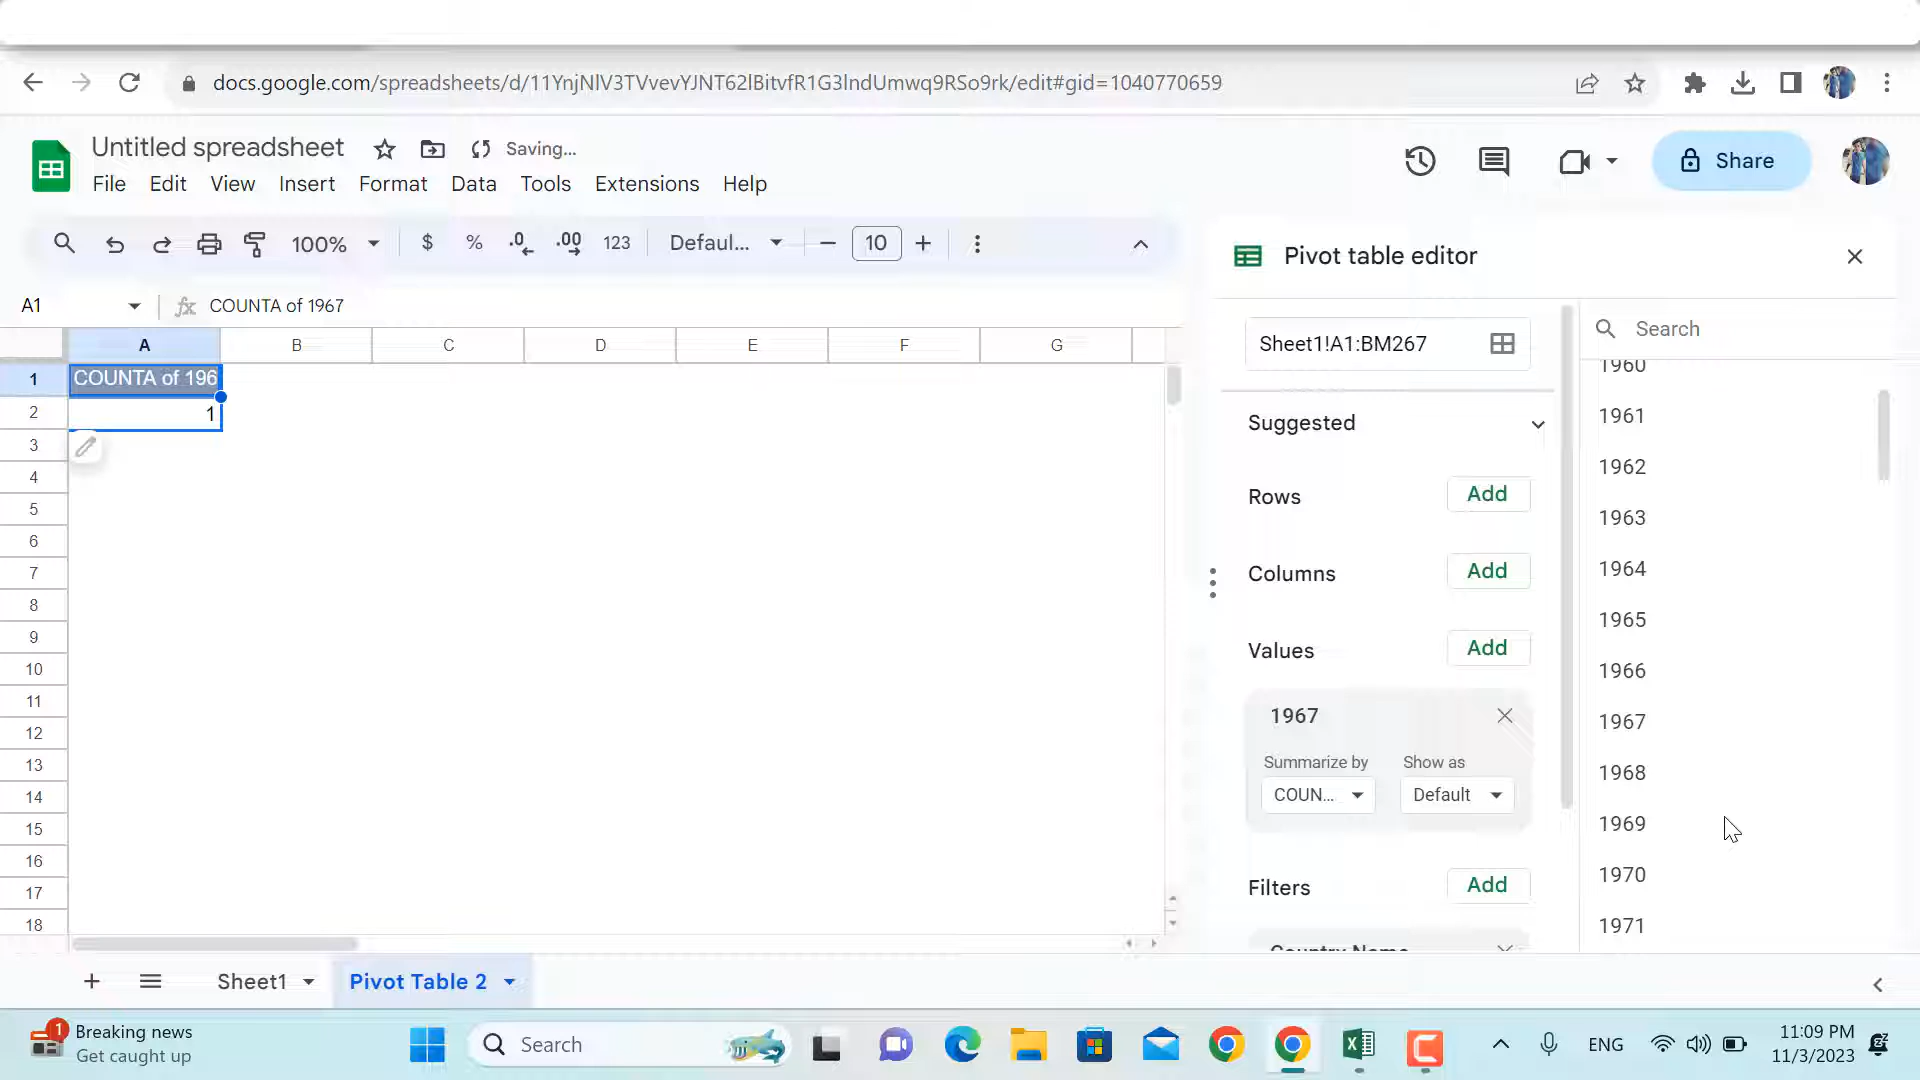 docs.google.com/spreadsheets/d/11YnjNlV3TVvevYJNT62lBitvfR1G3lndUmwq9RSo9rk/edit#gid=1040770659
Untitled spreadsheet
Saving...
File Edit View Insert Format Data Tools Extensions Help
Share
100% $ % .0 .00 123 Defaul... 10
Pivot table editor
A1
COUNTA of 1967
Sheet1!A1:BM267
Search
A B C D E F G
1 COUNTA of 196
2 1
3
4
5
6
7
8
9
10
11
12
13
14
15
16
17
18
Suggested
Rows Add
Columns Add
Values Add
1967
Summarize by Show as
COUN... Default
Filters Add
Country Name
1960
1961
1962
1963
1964
1965
1966
1967
1968
1969
1970
1971
Sheet1
Pivot Table 2
1
Breaking news
Get caught up
Search
ENG
11:09 PM
11/3/2023